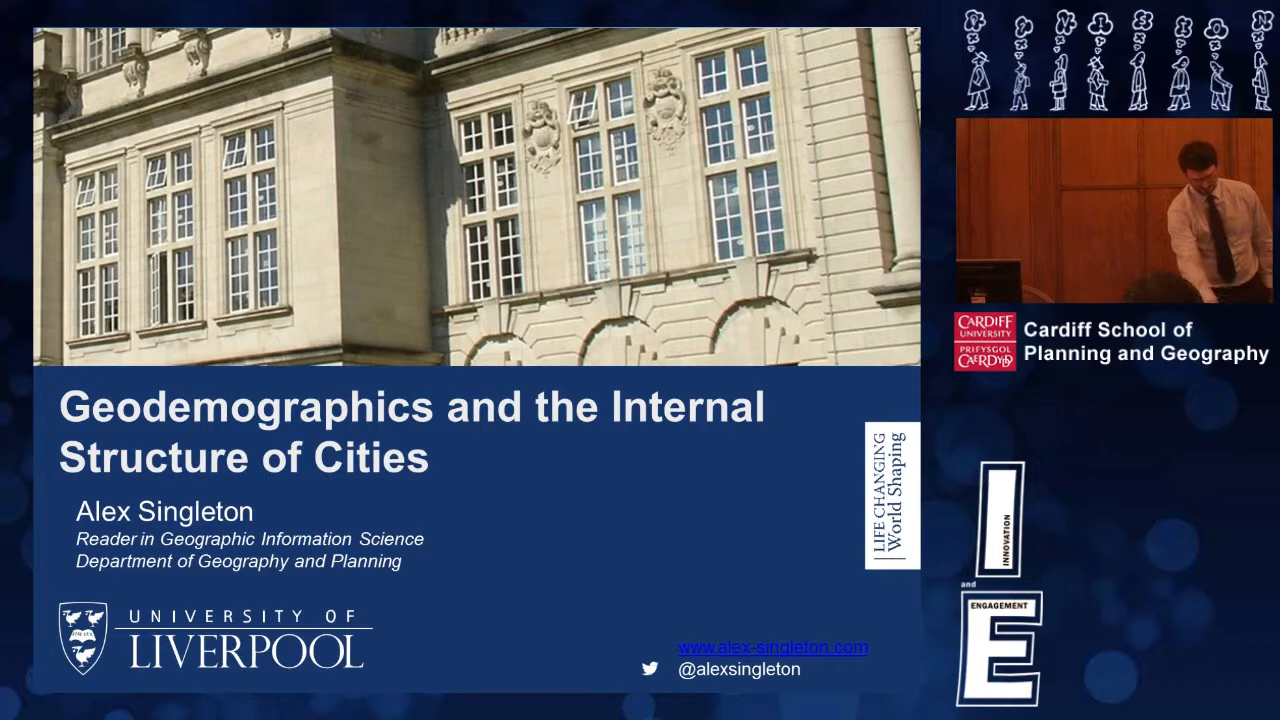 Geodemographics and the Internal
Structure of Cities
Alex Singleton
Reader in Geographic Information Science
Department of Geography and Planning
UNIVERSITY OF
LIVERPOOL
www.alex-singleton.com
@alexsingleton
LIFE CHANGING
World Shaping
CARDIFF
UNIVERSITY
PRIFYSGOL
CAERDYDD
Cardiff School of
Planning and Geography
I
INNOVATION
and
ENGAGEMENT
E